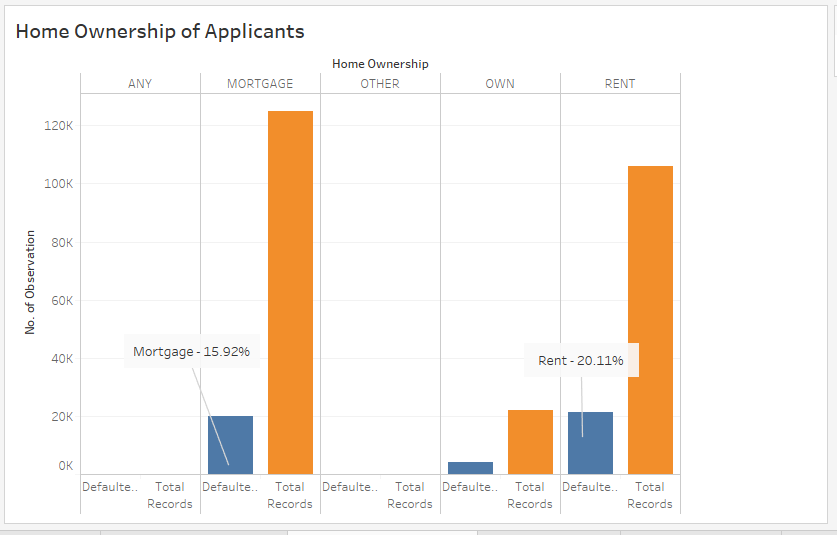 Home Ownership of Applicants
Home Ownership
ANY MORTGAGE OTHER OWN RENT
No. of Observation
120K
100K
80K
60K
40K
20K
0K
Mortgage - 15.92%
Rent - 20.11%
Defaulte.. Total Defaulte.. Total Defaulte.. Total Defaulte.. Total Defaulte.. Total
Records Records Records Records Records